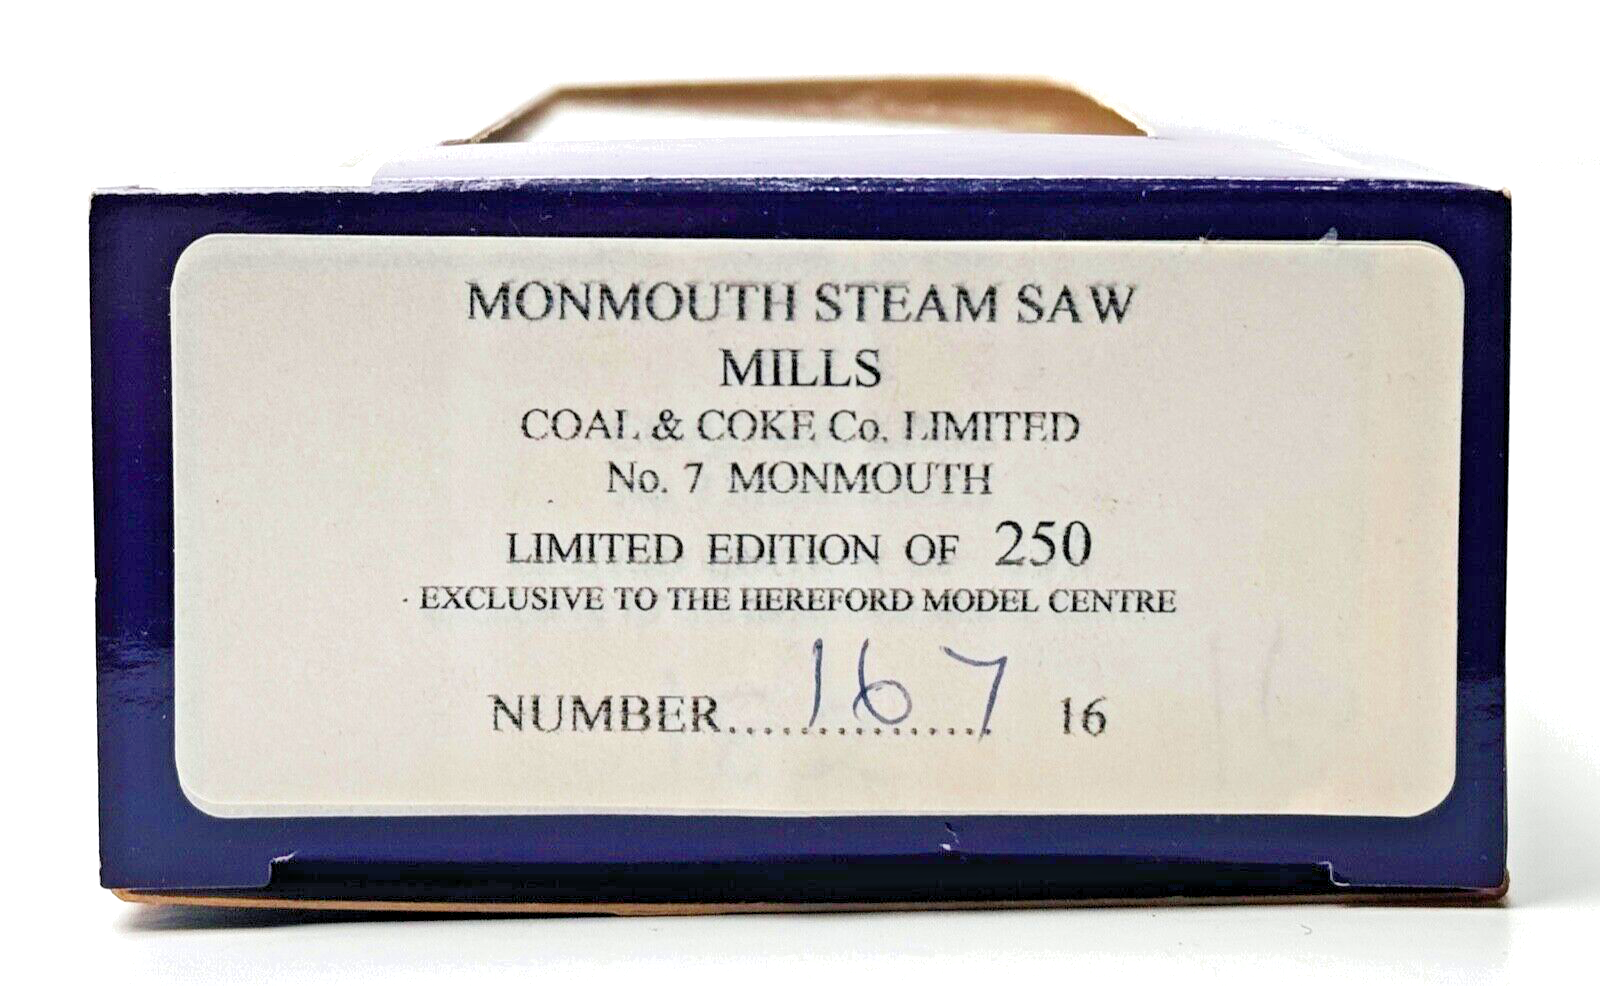 MONMOUTH STEAM SAW
MILLS
COAL & COKE Co. LIMITED
No. 7 MONMOUTH
LIMITED EDITION OF 250
EXCLUSIVE TO THE HEREFORD MODEL CENTRE
NUMBER............... 167 16